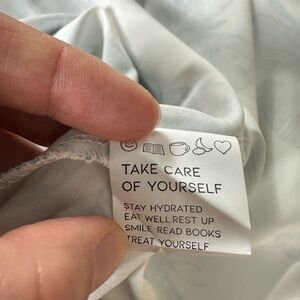 TAKE CARE
OF YOURSELF
STAY HYDRATED
EAT WELL REST UP
SMILE READ BOOKS
TREAT YOURSELF